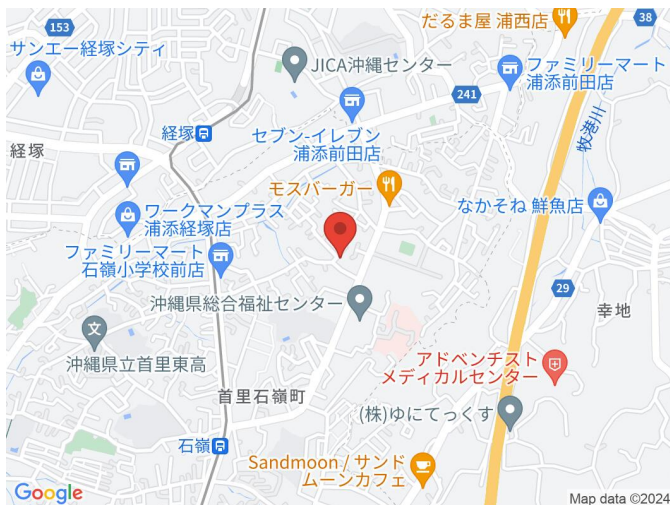 だるま屋 浦西店
38
153
サンエー経塚シティ
JICA沖縄センター
ファミリーマート
浦添前田店
241
牧港川
経塚
セブン-イレブン
浦添前田店
経塚
モスバーガー
なかそね 鮮魚店
ワークマンプラス
浦添経塚店
ファミリーマート
石嶺小学校前店
29
沖縄県総合福祉センター
幸地
沖縄県立首里東高
アドベンチスト
メディカルセンター
首里石嶺町
(株)ゆにてっくす
石嶺
Sandmoon / サンド
ムーンカフェ
Google
Map data ©2024